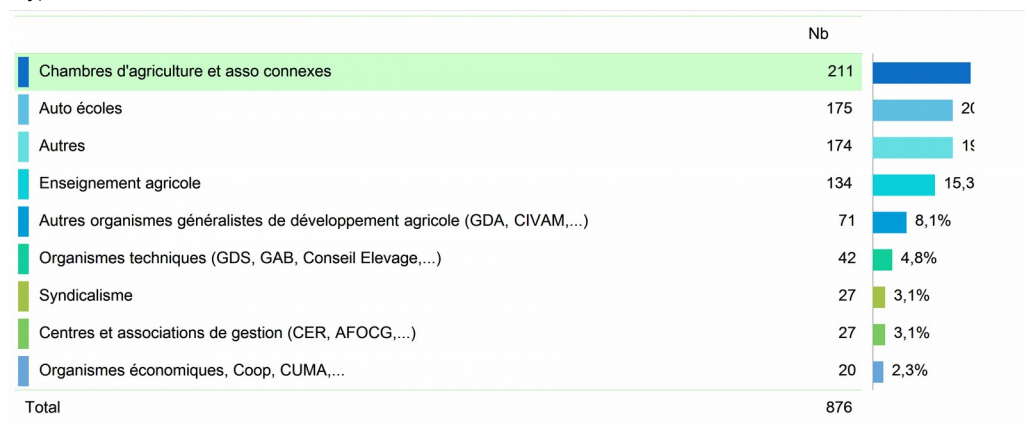 Nb
Chambres d'agriculture et asso connexes 211
Auto écoles 175
Autres 174
Enseignement agricole 134 15,3
Autres organismes généralistes de développement agricole (GDA, CIVAM,...) 71 8,1%
Organismes techniques (GDS, GAB, Conseil Elevage,...) 42 4,8%
Syndicalisme 27 3,1%
Centres et associations de gestion (CER, AFOCG,...) 27 3,1%
Organismes économiques, Coop, CUMA,... 20 2,3%
Total 876